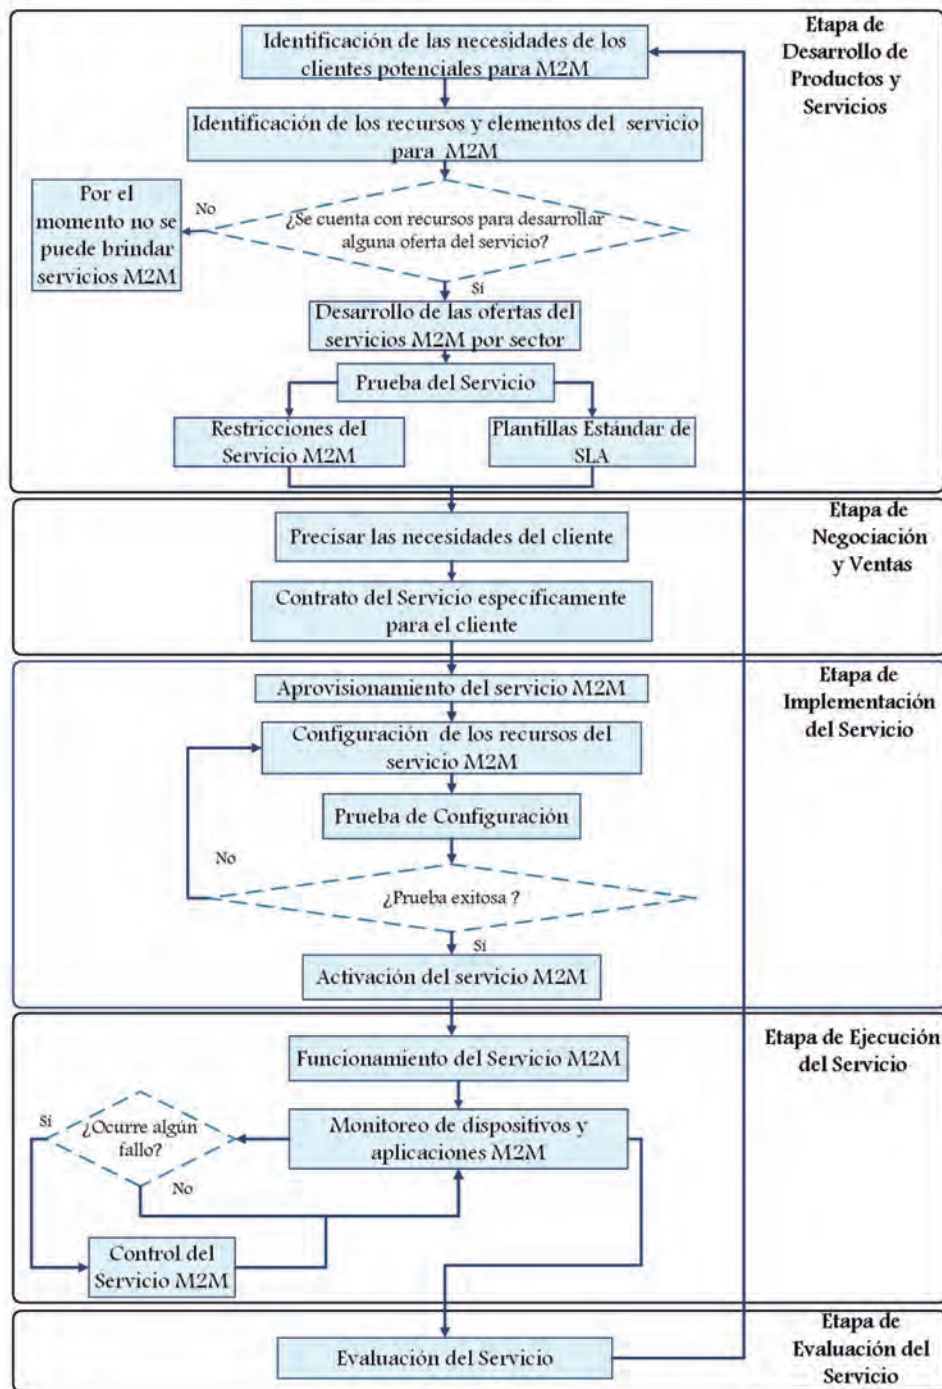 Etapa de
Desarrollo de
Productos y
Servicios
Identificación de las necesidades de los
clientes potenciales para M2M
Identificación de los recursos y elementos del servicio
para M2M
¿Se cuenta con recursos para desarrollar
alguna oferta del servicio?
No
Por el
momento no se
puede brindar
servicios M2M
Sí
Desarrollo de las ofertas del
servicios M2M por sector
Prueba del Servicio
Restricciones del
Servicio M2M
Plantillas Estándar de
SLA
Etapa de
Negociación
y Ventas
Precisar las necesidades del cliente
Contrato del Servicio específicamente
para el cliente
Etapa de
Implementación
del Servicio
Aprovisionamiento del servicio M2M
Configuración de los recursos del
servicio M2M
Prueba de Configuración
No
¿Prueba exitosa ?
Sí
Activación del servicio M2M
Etapa de Ejecución
del Servicio
Funcionamiento del Servicio M2M
Monitoreo de dispositivos y
aplicaciones M2M
Sí
¿Ocurre algún
fallo?
No
Control del
Servicio M2M
Etapa de
Evaluación del
Servicio
Evaluación del Servicio